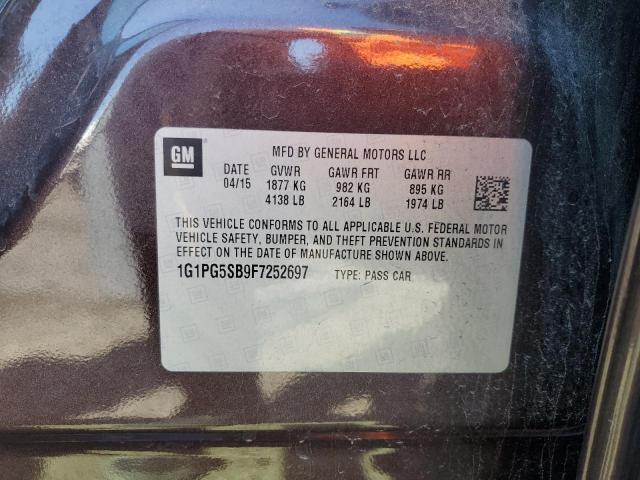 GM
MFD BY GENERAL MOTORS LLC
DATE GVWR GAWR FRT GAWR RR
04/15 1877 KG 982 KG 895 KG
4138 LB 2164 LB 1974 LB
THIS VEHICLE CONFORMS TO ALL APPLICABLE U.S. FEDERAL MOTOR
VEHICLE SAFETY, BUMPER, AND THEFT PREVENTION STANDARDS IN
EFFECT ON THE DATE OF MANUFACTURE SHOWN ABOVE.
1G1PG5SB9F7252697 TYPE: PASS CAR